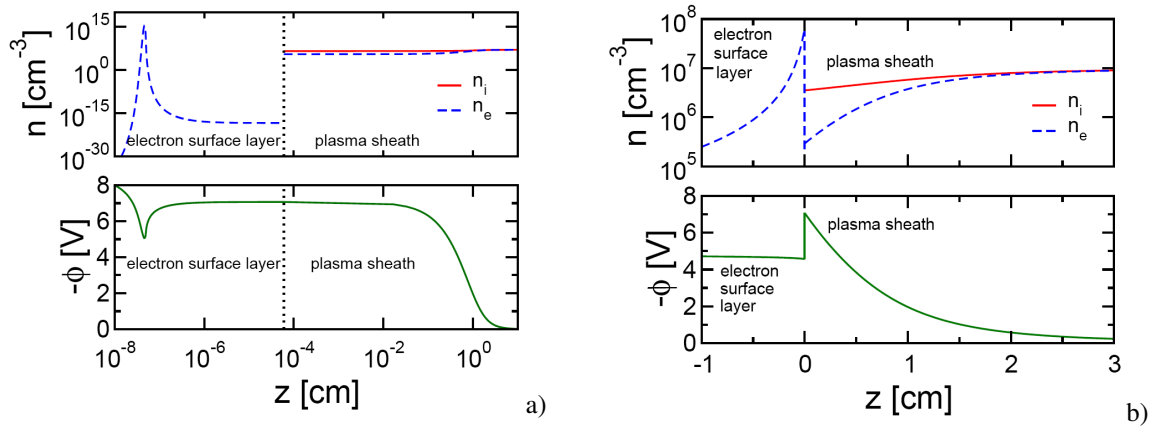 10^15
10^0
10^-15
10^-30
n [cm^-3]
n_i
n_e
electron surface layer
plasma sheath
8
6
4
2
0
-ϕ [V]
electron surface layer
plasma sheath
10^-8
10^-6
10^-4
10^-2
10^0
z [cm]
a)
10^8
10^7
10^6
10^5
n [cm^-3]
electron
surface
layer
plasma sheath
n_i
n_e
8
6
4
2
0
-ϕ [V]
plasma sheath
electron
surface
layer
-1
0
1
2
3
z [cm]
b)